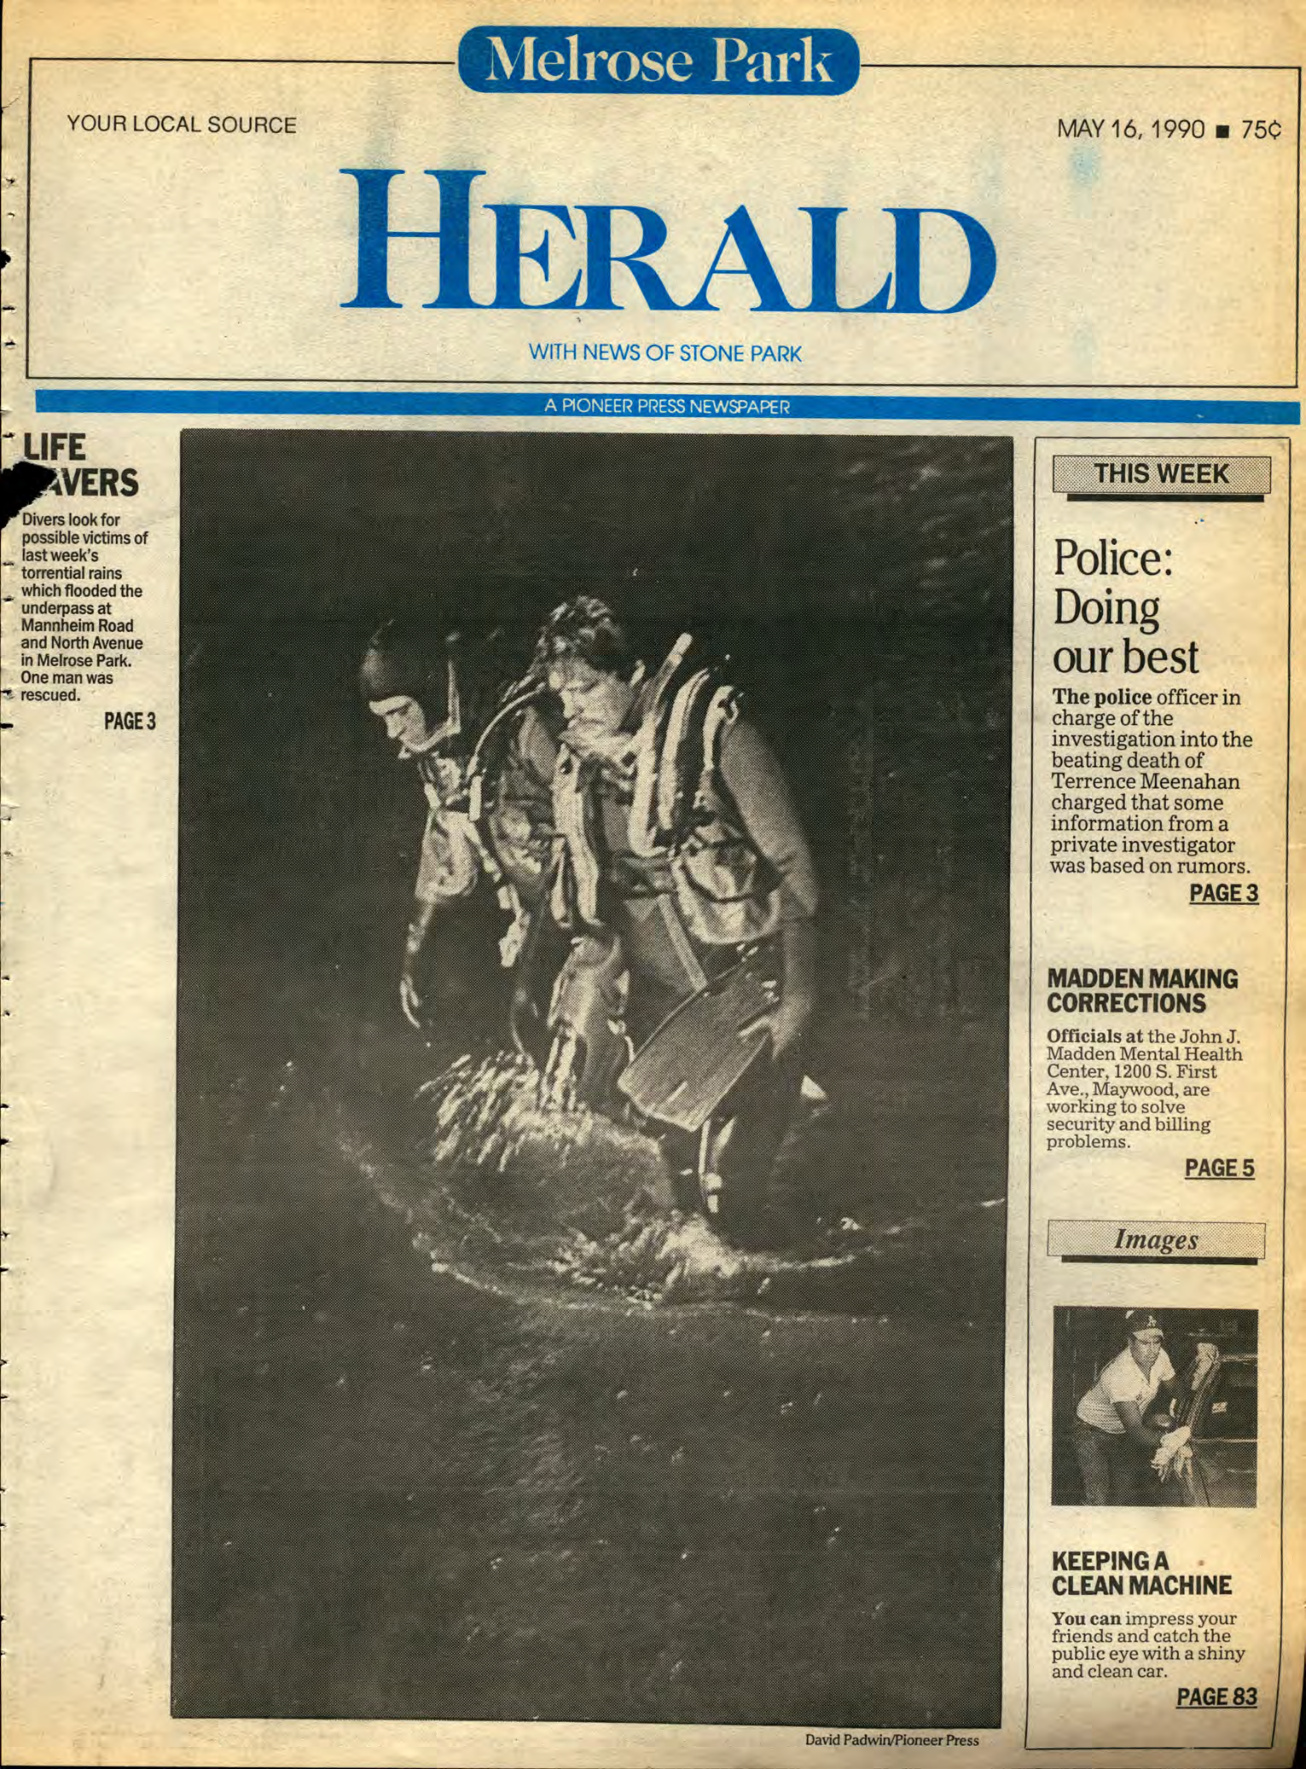 Melrose Park
YOUR LOCAL SOURCE
MAY 16, 1990 ■ 75¢
HERALD
WITH NEWS OF STONE PARK
A PIONEER PRESS NEWSPAPER
LIFE
AVERS
Divers look for
possible victims of
last week's
torrential rains
which flooded the
underpass at
Mannheim Road
and North Avenue
in Melrose Park.
One man was
rescued.
PAGE 3
David Padwin/Pioneer Press
THIS WEEK
Police:
Doing
our best
The police officer in
charge of the
investigation into the
beating death of
Terrence Meenahan
charged that some
information from a
private investigator
was based on rumors.
PAGE 3
MADDEN MAKING
CORRECTIONS
Officials at the John J.
Madden Mental Health
Center, 1200 S. First
Ave., Maywood, are
working to solve
security and billing
problems.
PAGE 5
Images
KEEPING A
CLEAN MACHINE
You can impress your
friends and catch the
public eye with a shiny
and clean car.
PAGE 83